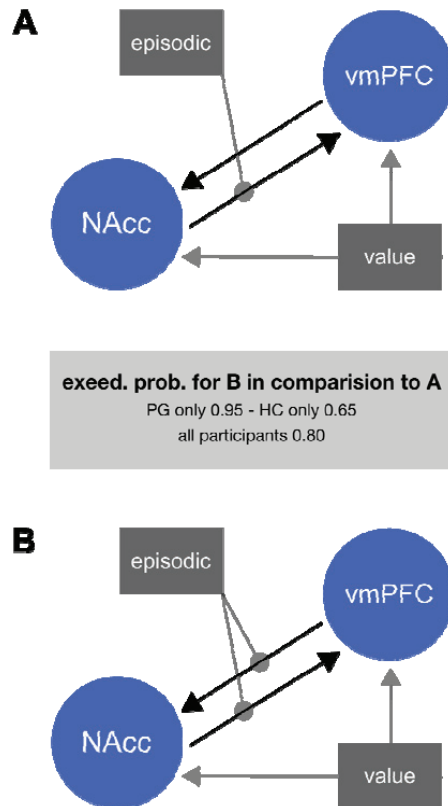 A
episodic
vmPFC
NAcc
value
exeed. prob. for B in comparision to A
PG only 0.95 - HC only 0.65
all participants 0.80
B
episodic
vmPFC
NAcc
value